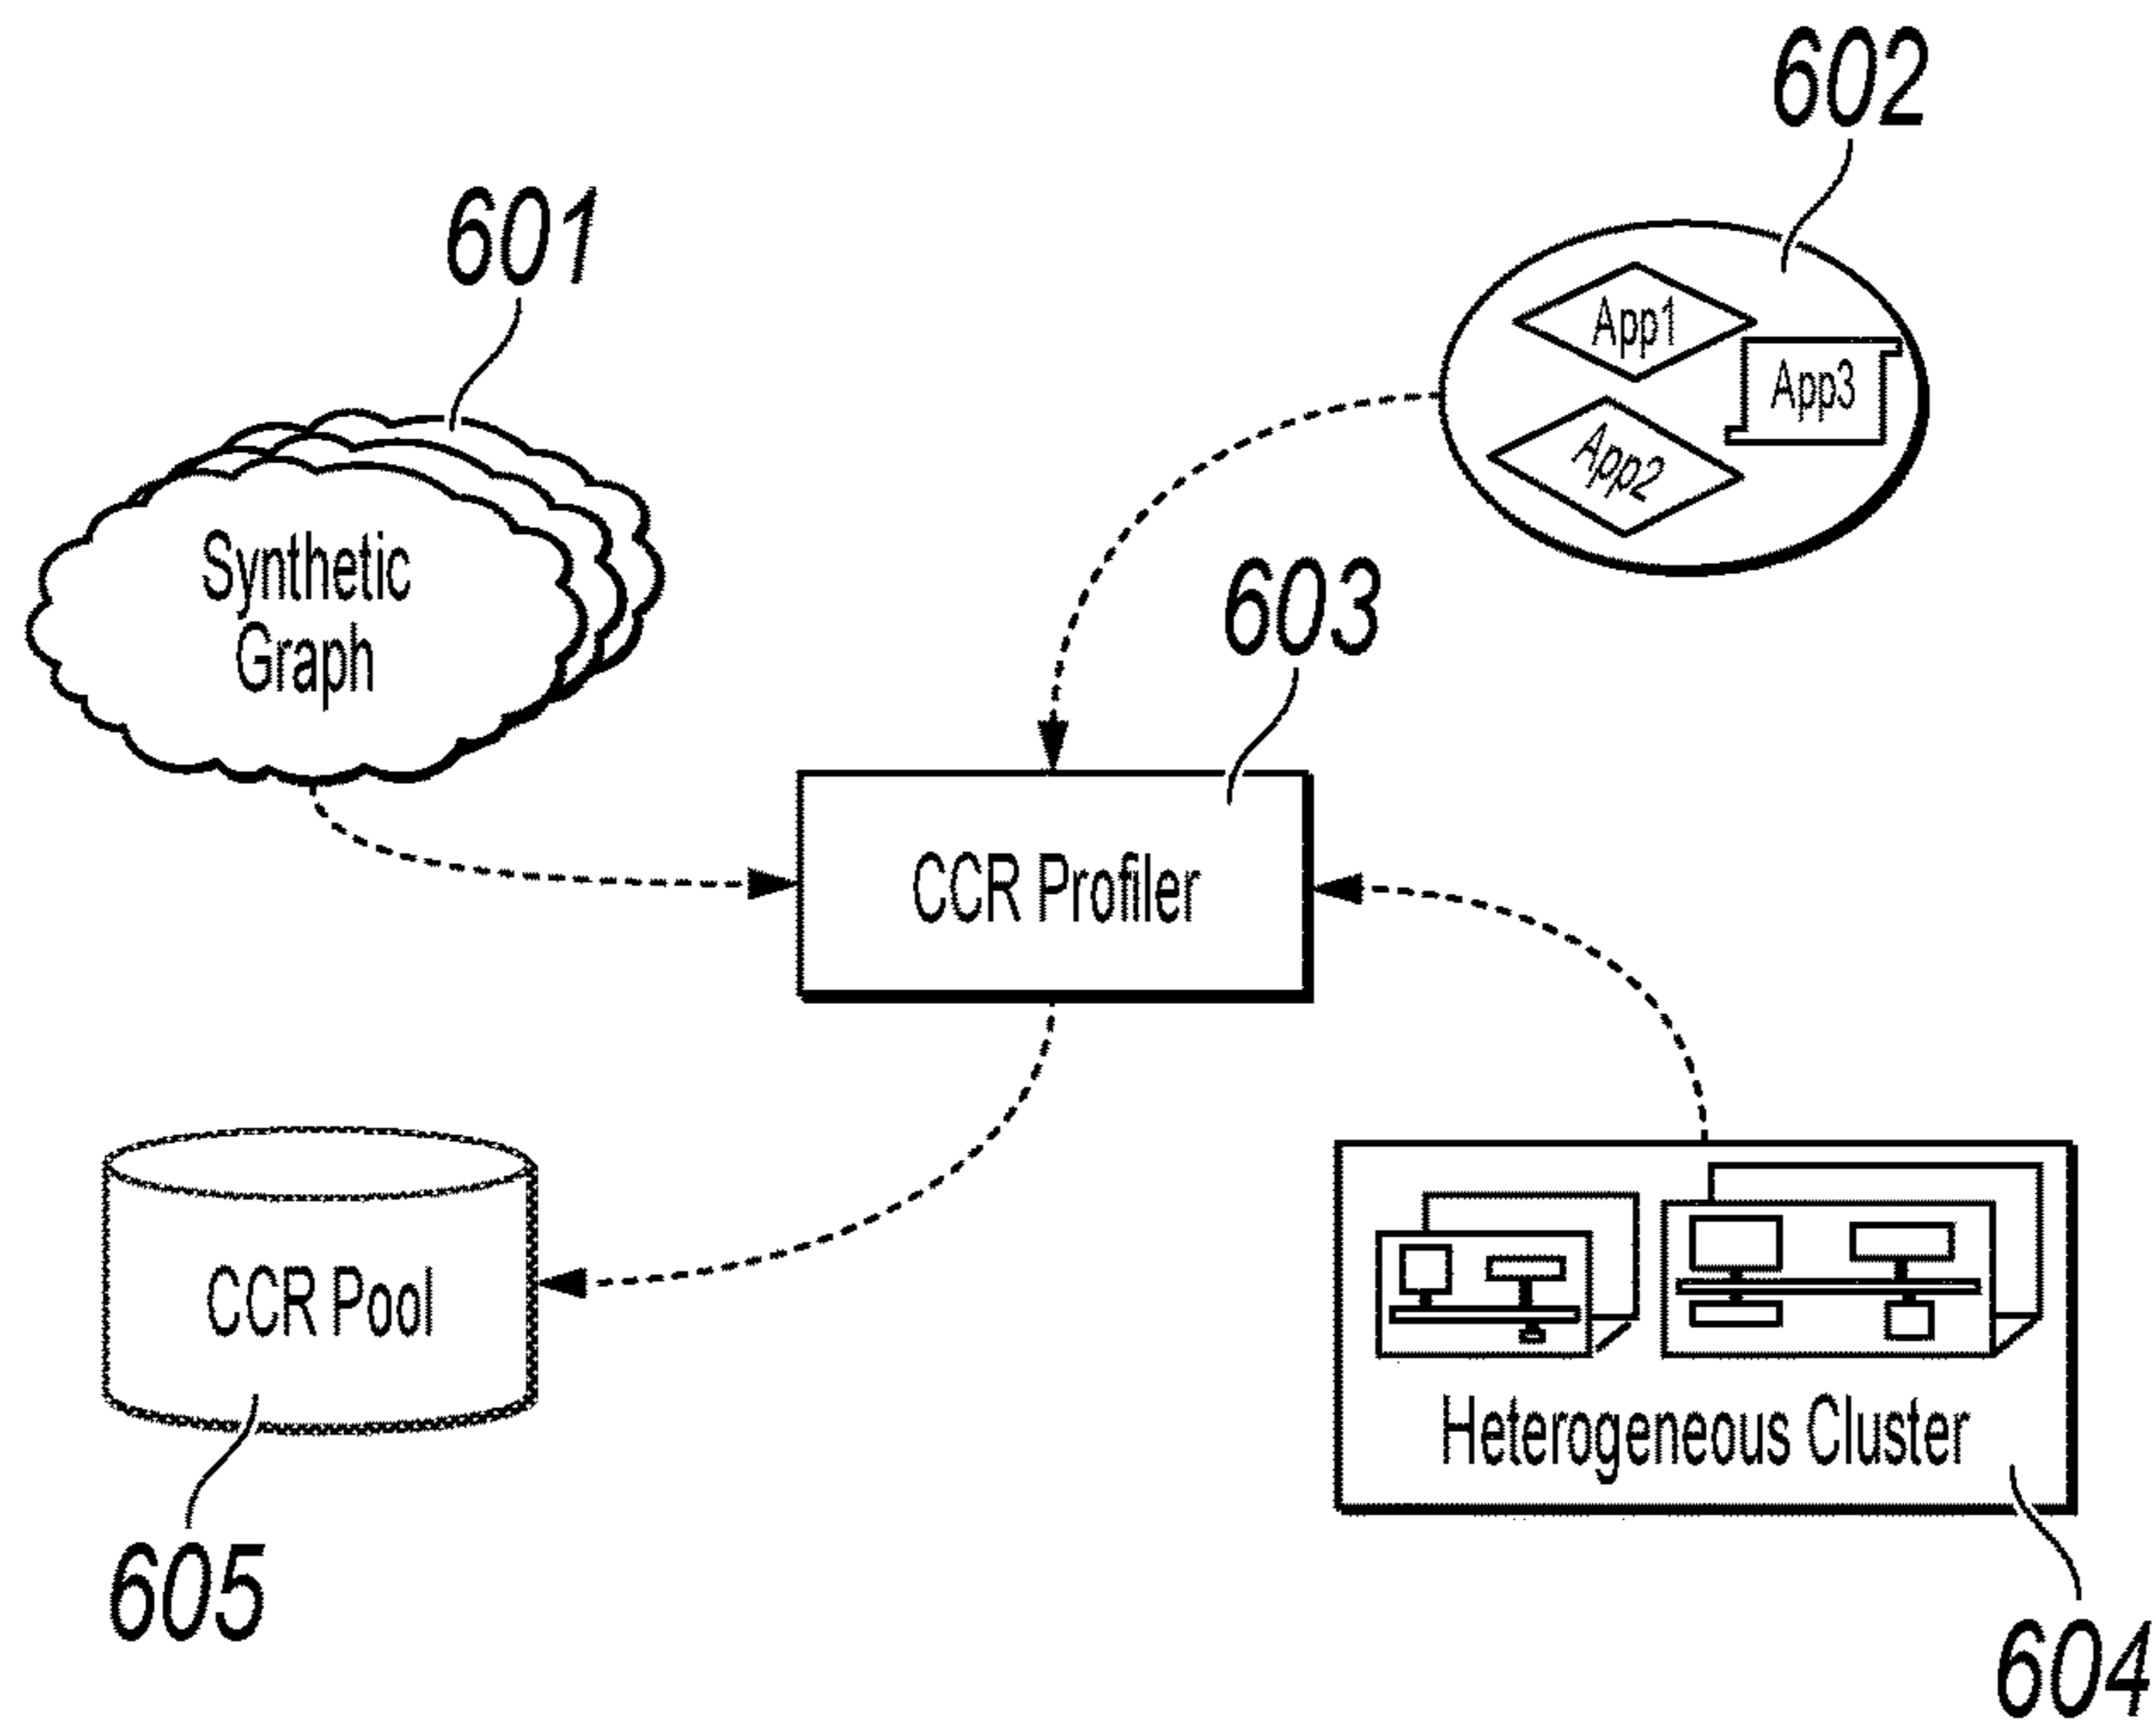 602
601
App1
App3
App2
Synthetic
Graph
603
CCR Profiler
CCR Pool
Heterogeneous Cluster
605
604